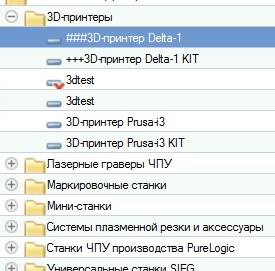 3D-принтеры
###3D-принтер Delta-1
+++3D-принтер Delta-1 KIT
3dtest
3dtest
3D-принтер Prusa-i3
3D-принтер Prusa-i3 KIT
Лазерные граверы ЧПУ
Маркировочные станки
Мини-станки
Системы плазменной резки и аксессуары
Станки ЧПУ производства PureLogic
Универсальные станки SIEG